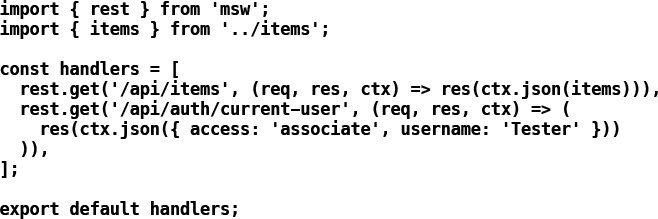 import { rest } from 'msw';
import { items } from '../items';

const handlers = [
  rest.get('/api/items', (req, res, ctx) => res(ctx.json(items))),
  rest.get('/api/auth/current-user', (req, res, ctx) => (
    res(ctx.json({ access: 'associate', username: 'Tester' }))
  )),
];

export default handlers;